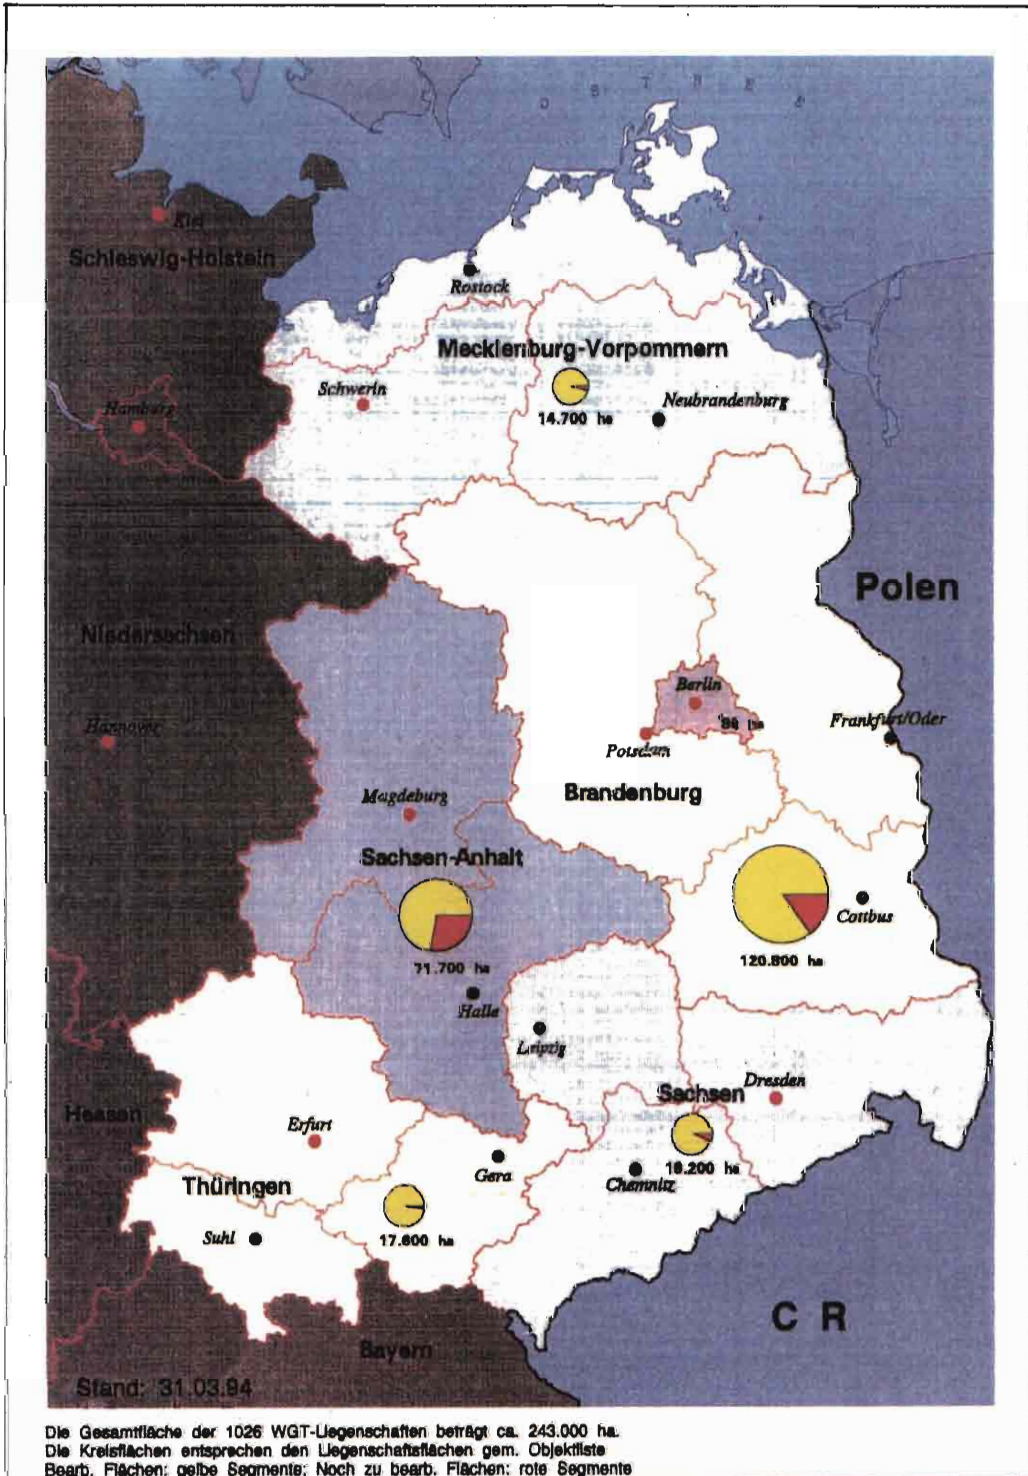 O S T S E E
Kiel
Schleswig-Holstein
Rostock
Mecklenburg-Vorpommern
Schwerin
Hamburg
14.700 ha
Neubrandenburg
Polen
Niedersachsen
Berlin
Hannover
Frankfurt/Oder
Potsdam
Brandenburg
Magdeburg
Sachsen-Anhalt
Cottbus
71.700 ha
120.800 ha
Halle
Leipzig
Dresden
Sachsen
Hessen
Erfurt
18.200 ha
Gera
Chemnitz
Thüringen
Suhl
17.600 ha
C R
Bayern
Stand: 31.03.94
Die Gesamtfläche der 1026 WGT-Liegenschaften beträgt ca. 243.000 ha.
Die Kreisflächen entsprechen den Liegenschaftsflächen gem. Objektliste
Bearb. Flächen: gelbe Segmente; Noch zu bearb. Flächen: rote Segmente